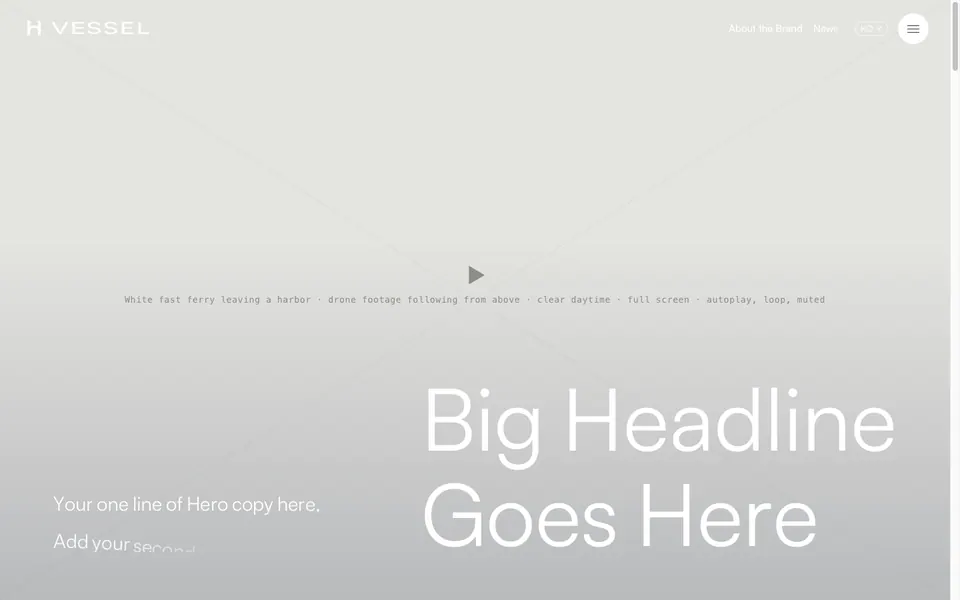 H VESSEL
About the Brand News
White fast ferry leaving a harbor · drone footage following from above · clear daytime · full screen · autoplay, loop, muted
Big Headline
Goes Here
Your one line of Hero copy here,
Add your second